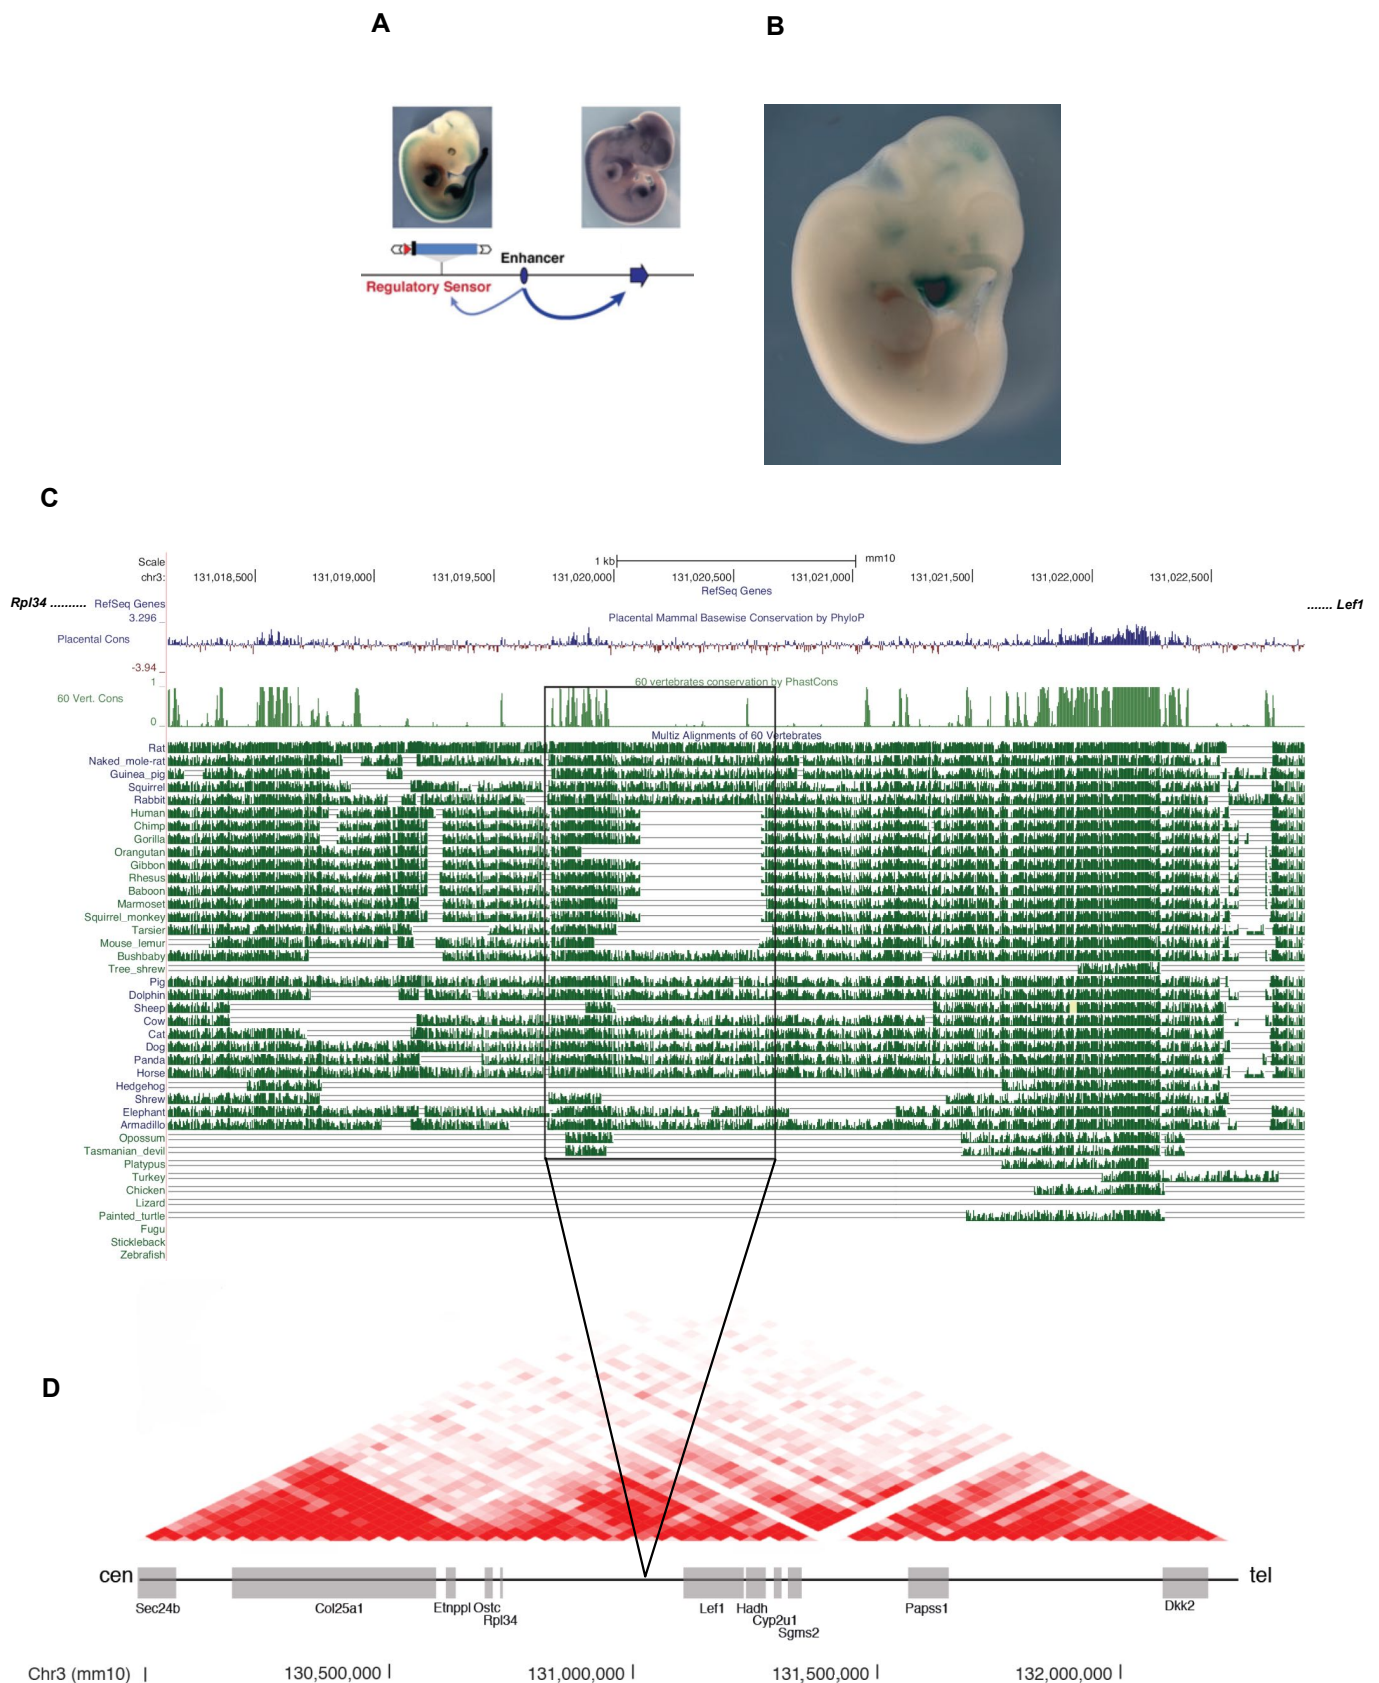 A
B
Enhancer
Regulatory Sensor
C
Scale
1 kb
mm10
chr3:
131,018,500
131,019,000
131,019,500
131,020,000
131,020,500
131,021,000
131,021,500
131,022,000
131,022,500
RefSeq Genes
Rpl34 ..........
RefSeq Genes
....... Lef1
3.296
Placental Mammal Basewise Conservation by PhyloP
Placental Cons
-3.94
1
60 vertebrates conservation by PhastCons
60 Vert. Cons
0
Multiz Alignments of 60 Vertebrates
Rat
Naked_mole-rat
Guinea_pig
Squirrel
Rabbit
Human
Chimp
Gorilla
Orangutan
Gibbon
Rhesus
Baboon
Marmoset
Squirrel_monkey
Tarsier
Mouse_lemur
Bushbaby
Tree_shrew
Pig
Dolphin
Sheep
Cow
Cat
Dog
Panda
Horse
Hedgehog
Shrew
Elephant
Armadillo
Opossum
Tasmanian_devil
Platypus
Turkey
Chicken
Lizard
Painted_turtle
Fugu
Stickleback
Zebrafish
D
cen
tel
Sec24b
Col25a1
Etnppl
Ostc
Rpl34
Lef1
Hadh
Cyp2u1
Sgms2
Papss1
Dkk2
Chr3 (mm10)
130,500,000
131,000,000
131,500,000
132,000,000